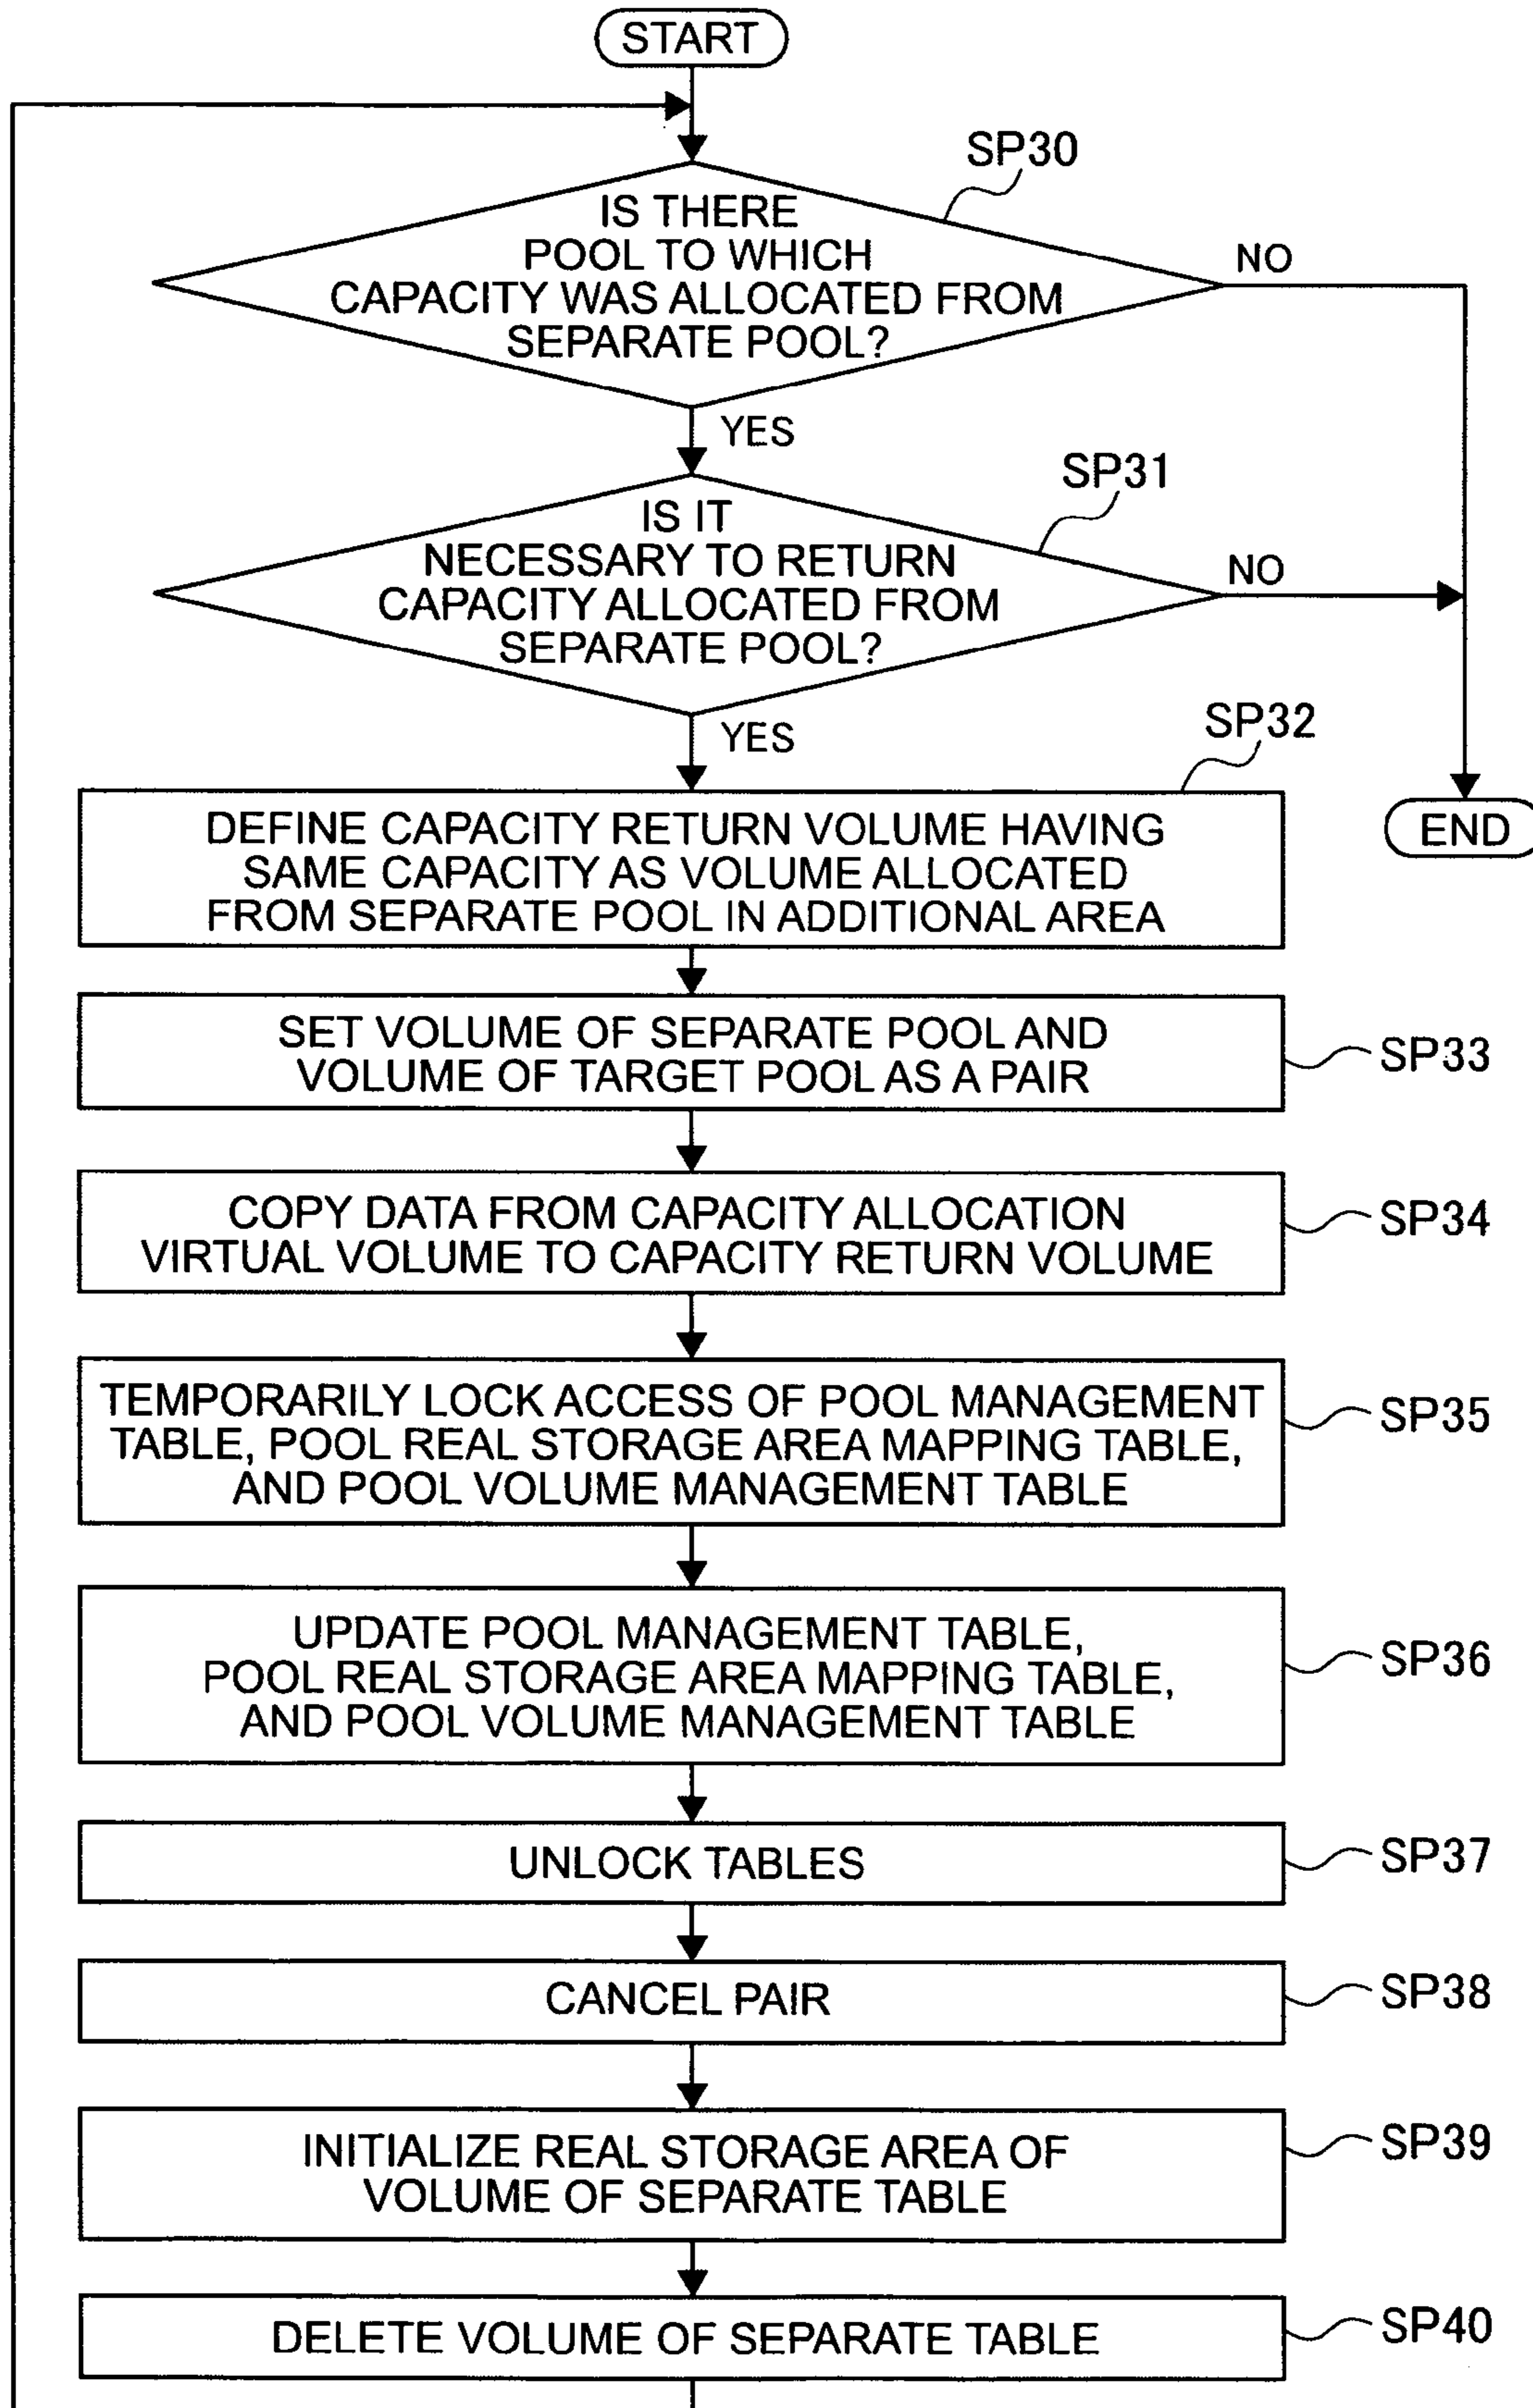 START
SP30
IS THERE
POOL TO WHICH
CAPACITY WAS ALLOCATED FROM
SEPARATE POOL?
NO
YES
SP31
IS IT
NECESSARY TO RETURN
CAPACITY ALLOCATED FROM
SEPARATE POOL?
NO
YES
SP32
END
DEFINE CAPACITY RETURN VOLUME HAVING
SAME CAPACITY AS VOLUME ALLOCATED
FROM SEPARATE POOL IN ADDITIONAL AREA
SET VOLUME OF SEPARATE POOL AND
VOLUME OF TARGET POOL AS A PAIR
SP33
COPY DATA FROM CAPACITY ALLOCATION
VIRTUAL VOLUME TO CAPACITY RETURN VOLUME
SP34
TEMPORARILY LOCK ACCESS OF POOL MANAGEMENT
TABLE, POOL REAL STORAGE AREA MAPPING TABLE,
AND POOL VOLUME MANAGEMENT TABLE
SP35
UPDATE POOL MANAGEMENT TABLE,
POOL REAL STORAGE AREA MAPPING TABLE,
AND POOL VOLUME MANAGEMENT TABLE
SP36
UNLOCK TABLES
SP37
CANCEL PAIR
SP38
INITIALIZE REAL STORAGE AREA OF
VOLUME OF SEPARATE TABLE
SP39
DELETE VOLUME OF SEPARATE TABLE
SP40